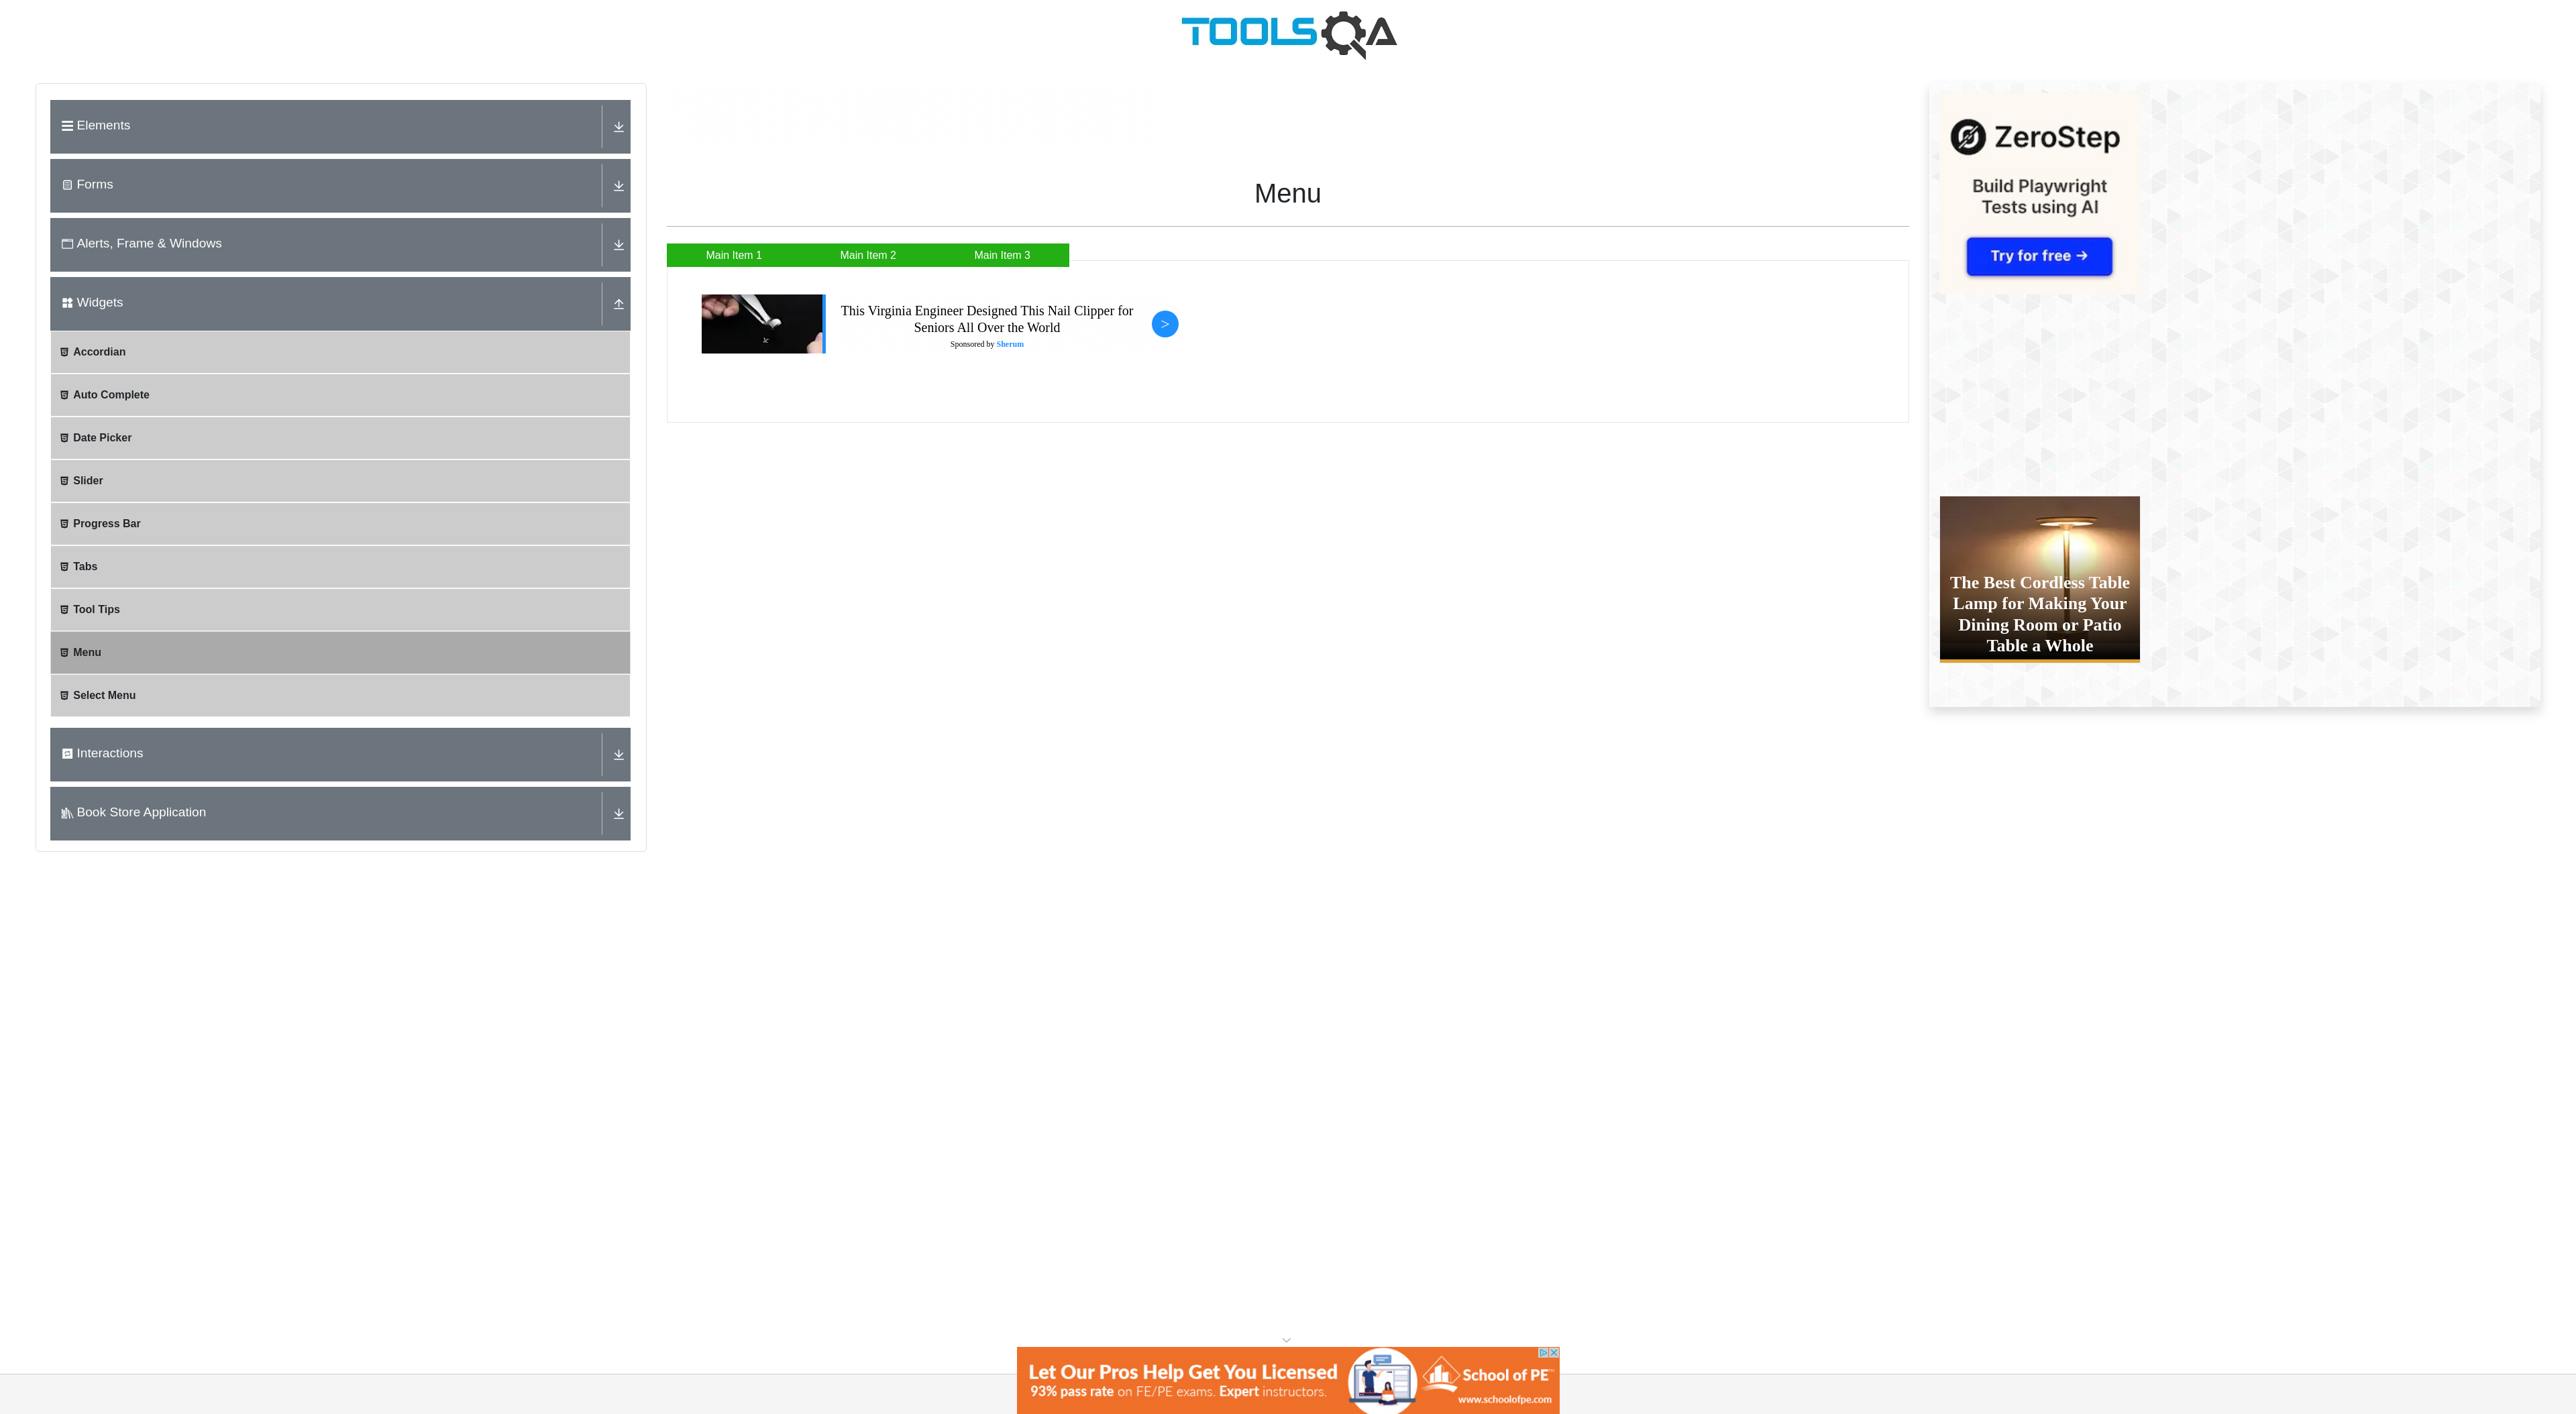 TOOLSQA
Elements
Forms
Alerts, Frame & Windows
Widgets
Accordian
Auto Complete
Date Picker
Slider
Progress Bar
Tabs
Tool Tips
Menu
Select Menu
Interactions
Book Store Application
Menu
Main Item 1
Main Item 2
Main Item 3
This Virginia Engineer Designed This Nail Clipper for
Seniors All Over the World
Sponsored by Sherum
>
ZeroStep
Build Playwright
Tests using AI
Try for free →
The Best Cordless Table
Lamp for Making Your
Dining Room or Patio
Table a Whole
Let Our Pros Help Get You Licensed
93% pass rate on FE/PE exams. Expert instructors.
School of PE
www.schoolofpe.com